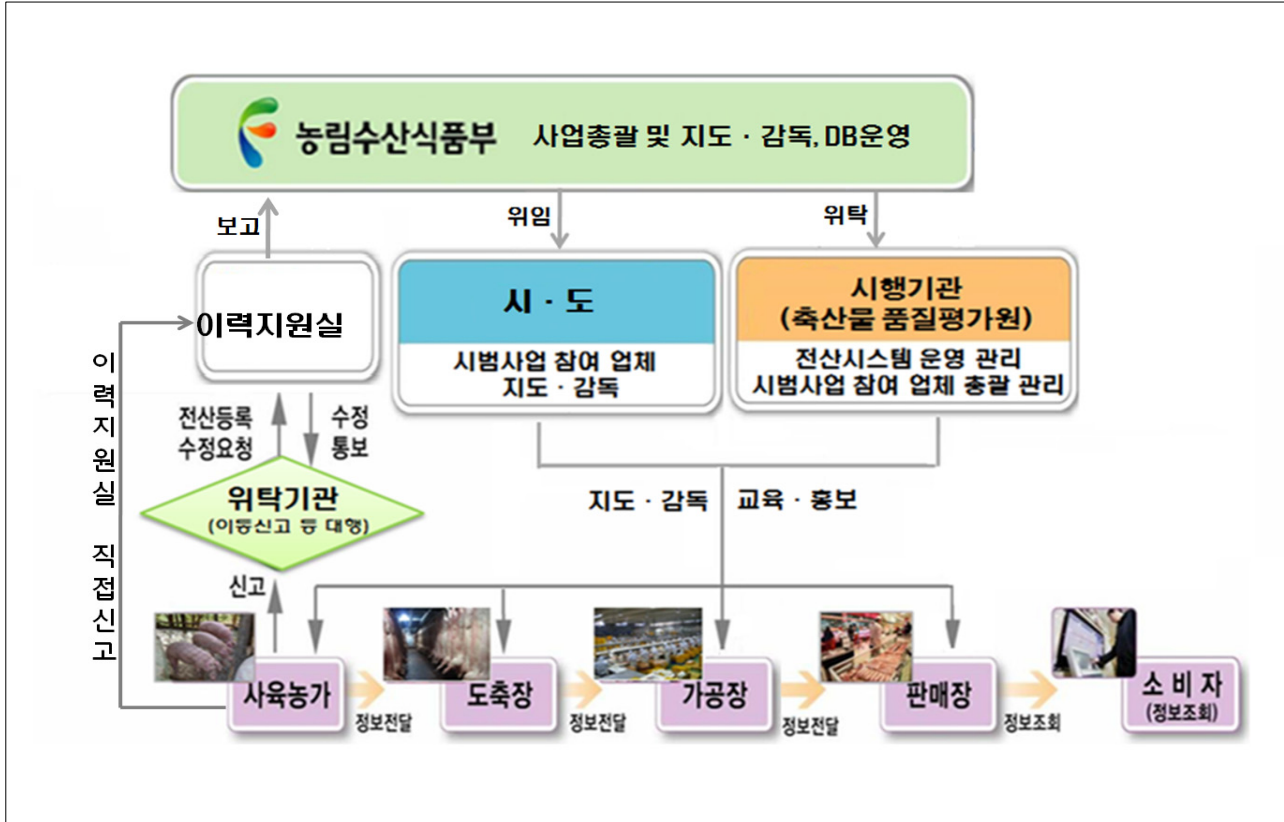 농림수산식품부 사업총괄 및 지도 · 감독, DB운영
보고
위임
위탁
이력지원실
시 · 도
시범사업 참여 업체
지도 · 감독
시행기관
(축산물 품질평가원)
전산시스템 운영 관리
시범사업 참여 업체 총괄 관리
이력지원실 직접신고
전산등록
수정요청
수정
통보
위탁기관
(이동신고 등 대행)
신고
지도 · 감독
교육 · 홍보
사육농가
정보전달
도축장
정보전달
가공장
정보전달
판매장
정보조회
소 비 자
(정보조회)